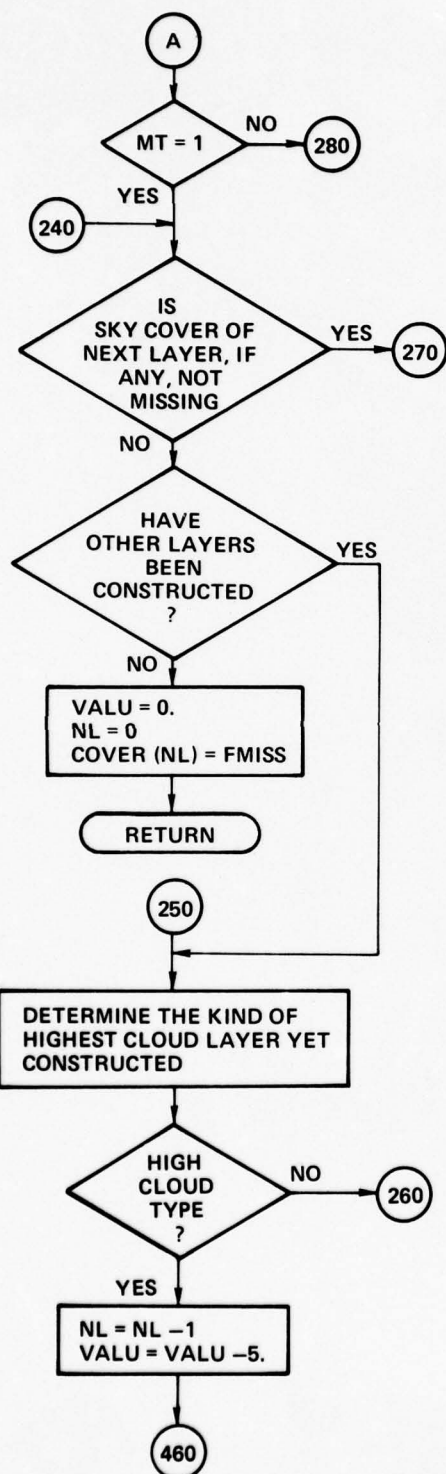 A
MT = 1
NO
280
YES
240
IS
SKY COVER OF
NEXT LAYER, IF
ANY, NOT
MISSING
YES
270
NO
HAVE
OTHER LAYERS
BEEN
CONSTRUCTED
?
YES
NO
VALU = 0.
NL = 0
COVER (NL) = FMISS
RETURN
250
DETERMINE THE KIND OF
HIGHEST CLOUD LAYER YET
CONSTRUCTED
HIGH
CLOUD
TYPE
?
NO
260
YES
NL = NL –1
VALU = VALU –5.
460